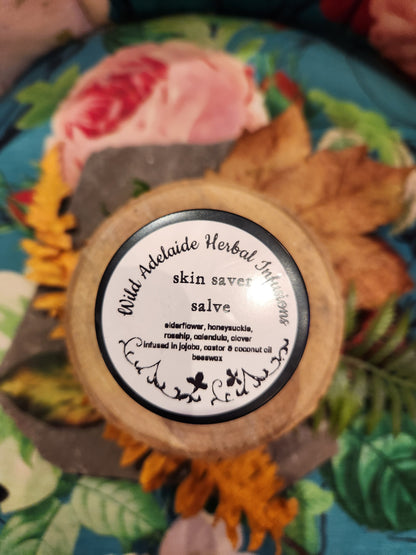 Wild Adelaide Herbal Infusions
skin saver
salve
elderflower, honeysuckle,
rosehip, calendula, clover
infused in jojoba, castor & coconut oil
beeswax